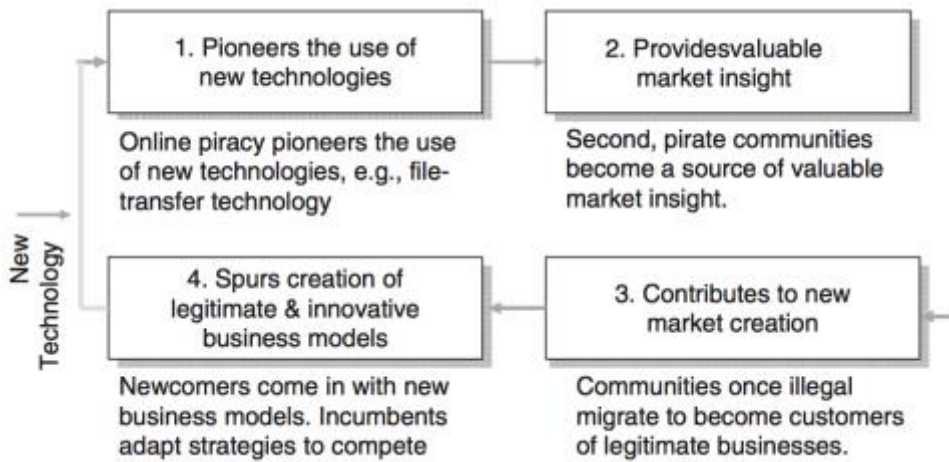 1. Pioneers the use of
new technologies
Online piracy pioneers the use
of new technologies, e.g., file-
transfer technology
2. Providesvaluable
market insight
Second, pirate communities
become a source of valuable
market insight.
3. Contributes to new
market creation
Communities once illegal
migrate to become customers
of legitimate businesses.
4. Spurs creation of
legitimate & innovative
business models
Newcomers come in with new
business models. Incumbents
adapt strategies to compete
New
Technology